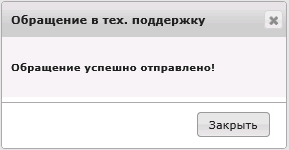 Обращение в тех. поддержку
Обращение успешно отправлено!
Закрыть